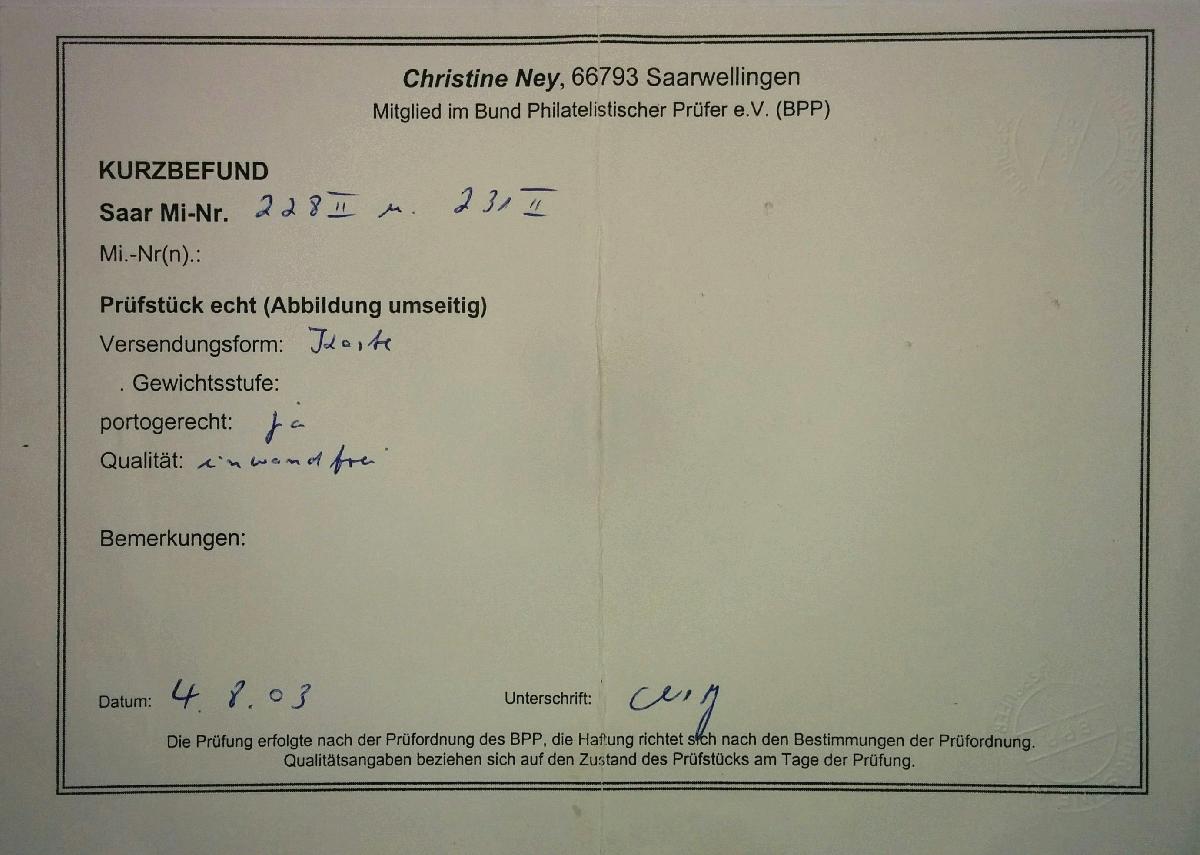 Christine Ney, 66793 Saarwellingen
Mitglied im Bund Philatelistischer Prüfer e.V. (BPP)
KURZBEFUND
Saar Mi-Nr. 228 II u. 231 II
Mi.-Nr(n).:
Prüfstück echt (Abbildung umseitig)
Versendungsform: Karte
. Gewichtsstufe:
portogerecht: ja
Qualität: einwandfrei
Bemerkungen:
Datum: 4. 8. 03 Unterschrift:
Die Prüfung erfolgte nach der Prüfordnung des BPP, die Haftung richtet sich nach den Bestimmungen der Prüfordnung.
Qualitätsangaben beziehen sich auf den Zustand des Prüfstücks am Tage der Prüfung.